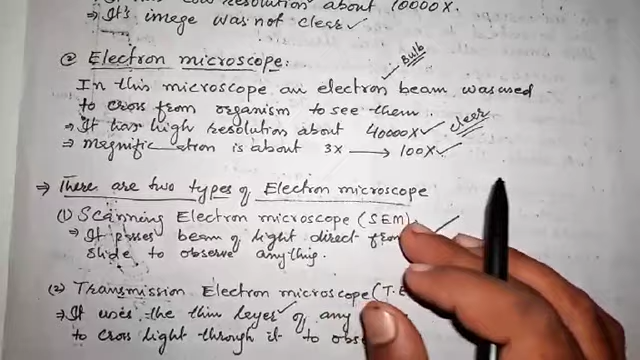 resolution about 10000X.
⇒ It's imege was not clear ✓
② Electron microscope:
Bulb
In this microscope an electron beam was used
to cross from organism to see them.
⇒ It has high resolution about 40000X ✓ clear
⇒ Megnification is about 3X → 100X ✓
⇒ There are two types of Electron microscope
(1) Scanning Electron microscope (SEM):
⇒ It passes beam of light direct from
slide to observe anything.
(2) Transmission Electron microscope (T.E
⇒ It uses the thin leyer ✓ of any
to cross light through it to obs